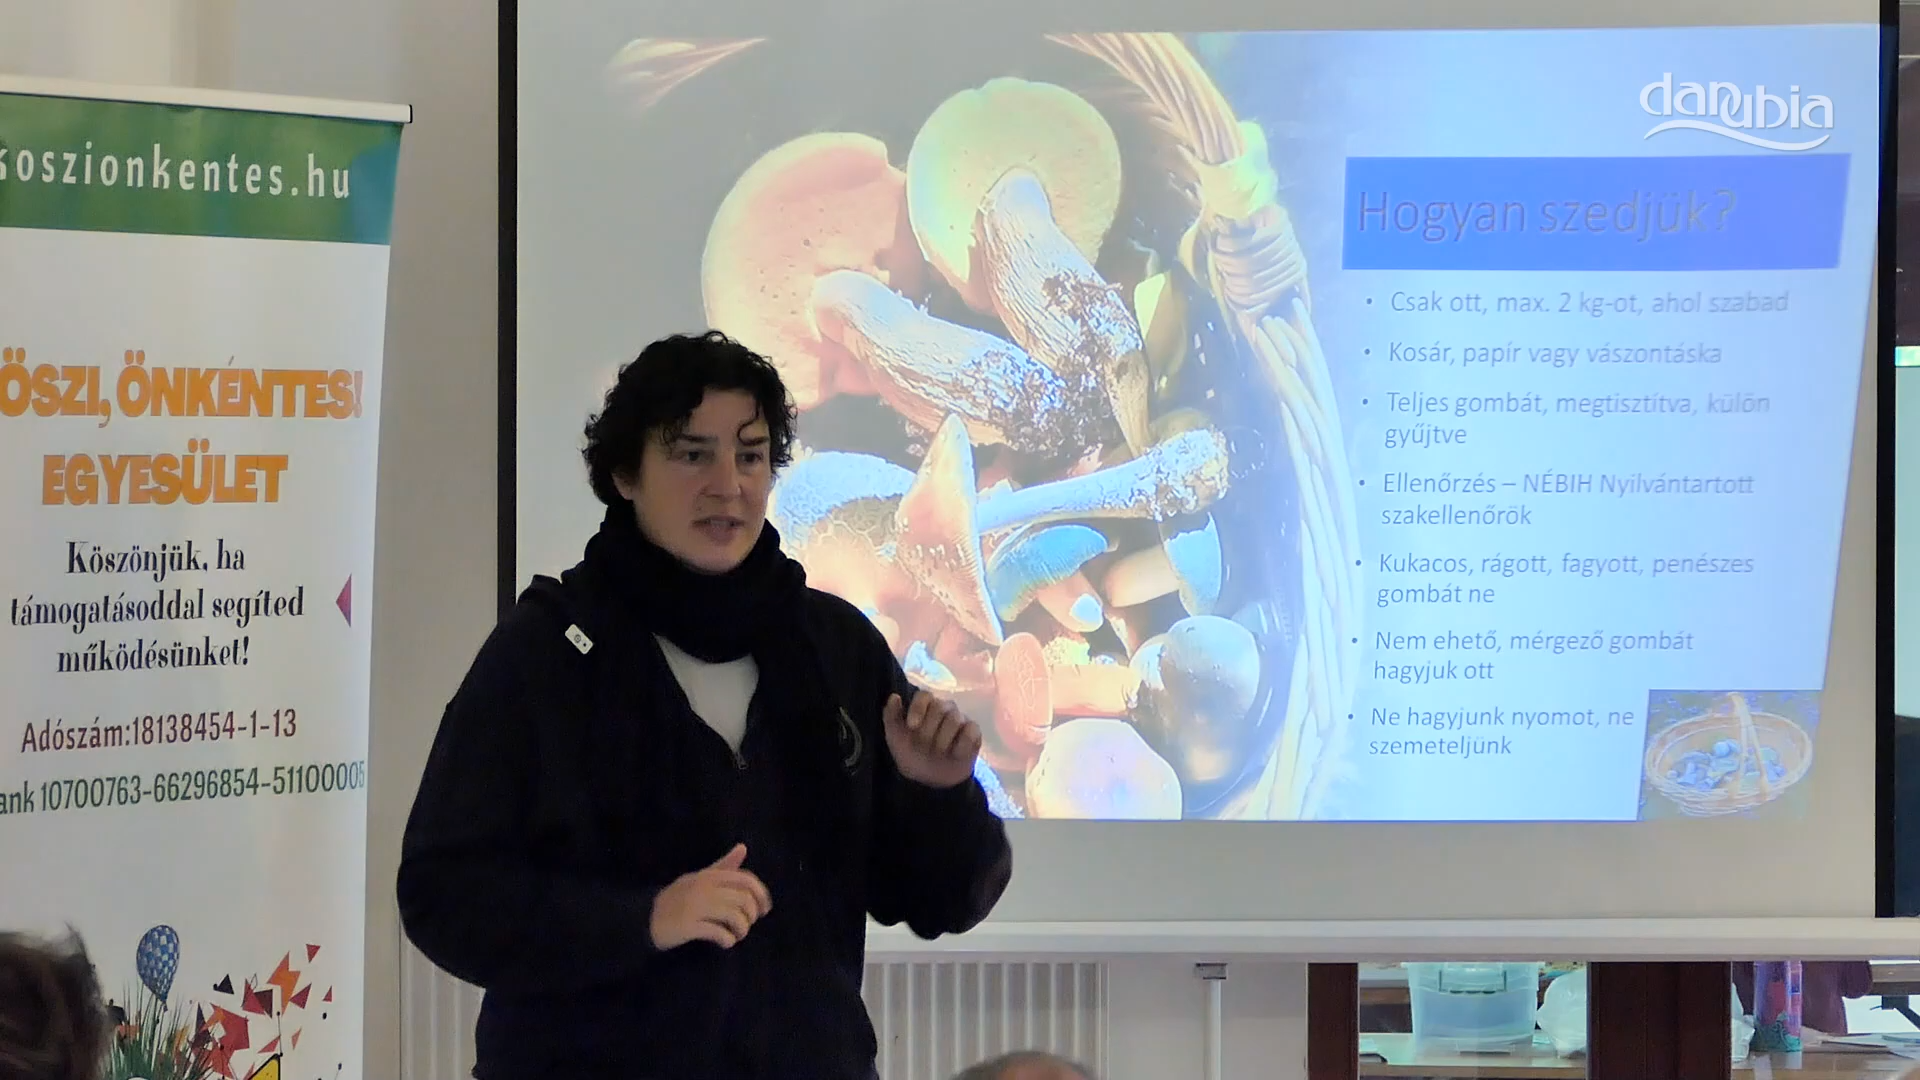 koszionkentes.hu
ÖSZI, ÖNKÉNTES!
EGYESÜLET
Köszönjük, ha
támogatásoddal segíted
működésünket!
Adószám:18138454-1-13
ank 10700763-66296854-51100005
danubia
Hogyan szedjük?
• Csak ott, max. 2 kg-ot, ahol szabad
• Kosár, papír vagy vászontáska
• Teljes gombát, megtisztítva, külön
gyűjtve
• Ellenőrzés – NÉBIH Nyilvántartott
szakellenőrök
• Kukacos, rágott, fagyott, penészes
gombát ne
• Nem ehető, mérgező gombát
hagyjuk ott
• Ne hagyjunk nyomot, ne
szemeteljünk